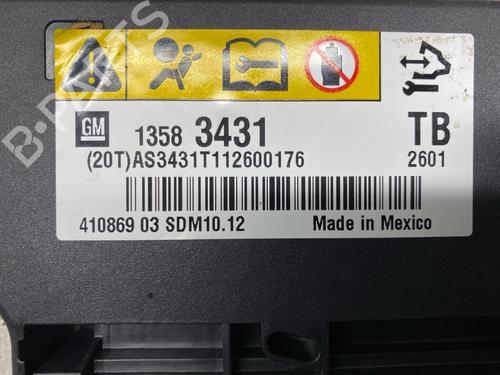 B-PARTS
GM
1358 3431
TB
(20T)AS3431T112600176
2601
410869 03 SDM10.12
Made in Mexico